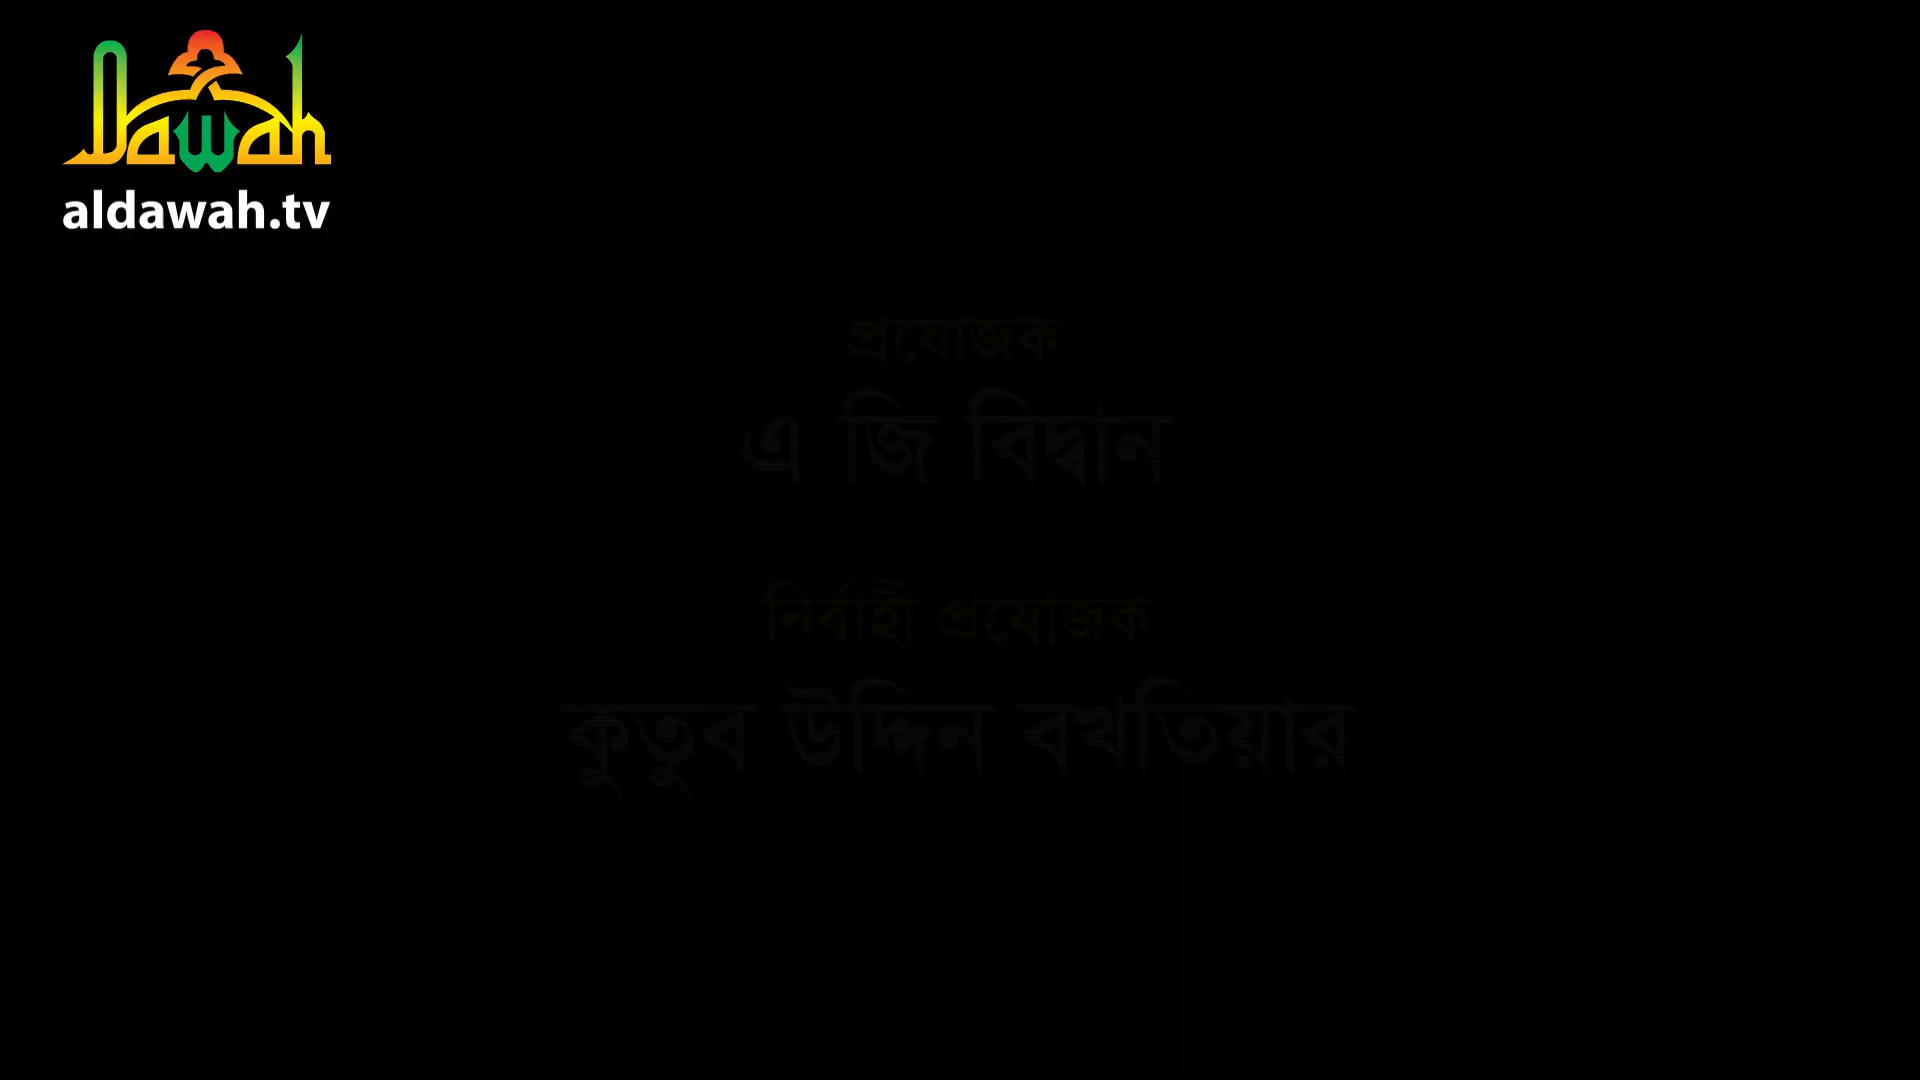 Dawah
aldawah.tv
প্রযোজক
এ জি বিদ্বান
নির্বাহী প্রযোজক
কুতুব উদ্দিন বখতিয়ার